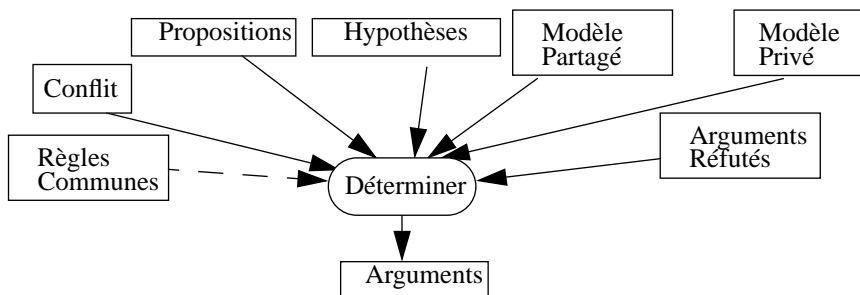 Propositions
Hypothèses
Modèle
Partagé
Modèle
Privé
Conflit
Règles
Communes
Arguments
Réfutés
Déterminer
Arguments